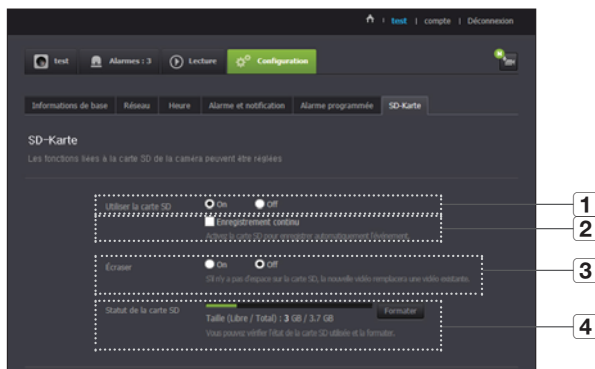 test | compte | Déconnexion
test Alarmes : 3 Lecture Configuration
Informations de base Réseau Heure Alarme et notification Alarme programmée SD-Karte
SD-Karte
Les fonctions liées à la carte SD de la caméra peuvent être réglées
Utiliser la carte SD On Off 1
Enregistrement continu 2
Activez la carte SD pour enregistrer automatiquement l'événement.
Écraser On Off 3
S'il n'y a pas d'espace sur la carte SD, la nouvelle vidéo remplacera une vidéo existante.
Statut de la carte SD Formater
Taille (Libre / Total) : 3 GB / 3.7 GB 4
Vous pouvez vérifier l'état de la carte SD utilisée et la formater.